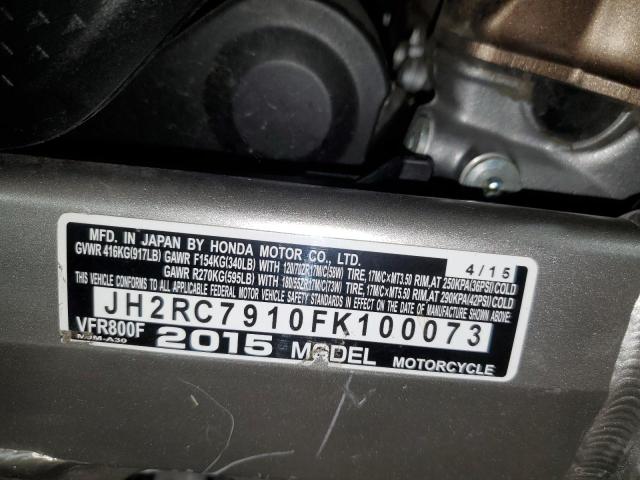 MFD. IN JAPAN BY HONDA MOTOR CO., LTD. 4/15
GVWR 416KG(917LB) GAWR F154KG(340LB) WITH 120/70ZR17M/C(58W) TIRE, 17M/C×MT3.50 RIM, AT 250KPA(36PSI)COLD
GAWR R270KG(595LB) WITH 180/55ZR17M/C(73W) TIRE, 17M/C×MT5.50 RIM, AT 290KPA(42PSI)COLD
THIS VEHICLE CONFORMS TO ALL APPLICABLE FEDERAL
MOTOR VEHICLE SAFETY STANDARDS IN EFFECT ON THE DATE OF MANUFACTURE SHOWN ABOVE.
JH2RC7910FK100073
VFR800F 2015 MODEL MOTORCYCLE
MJM-A30